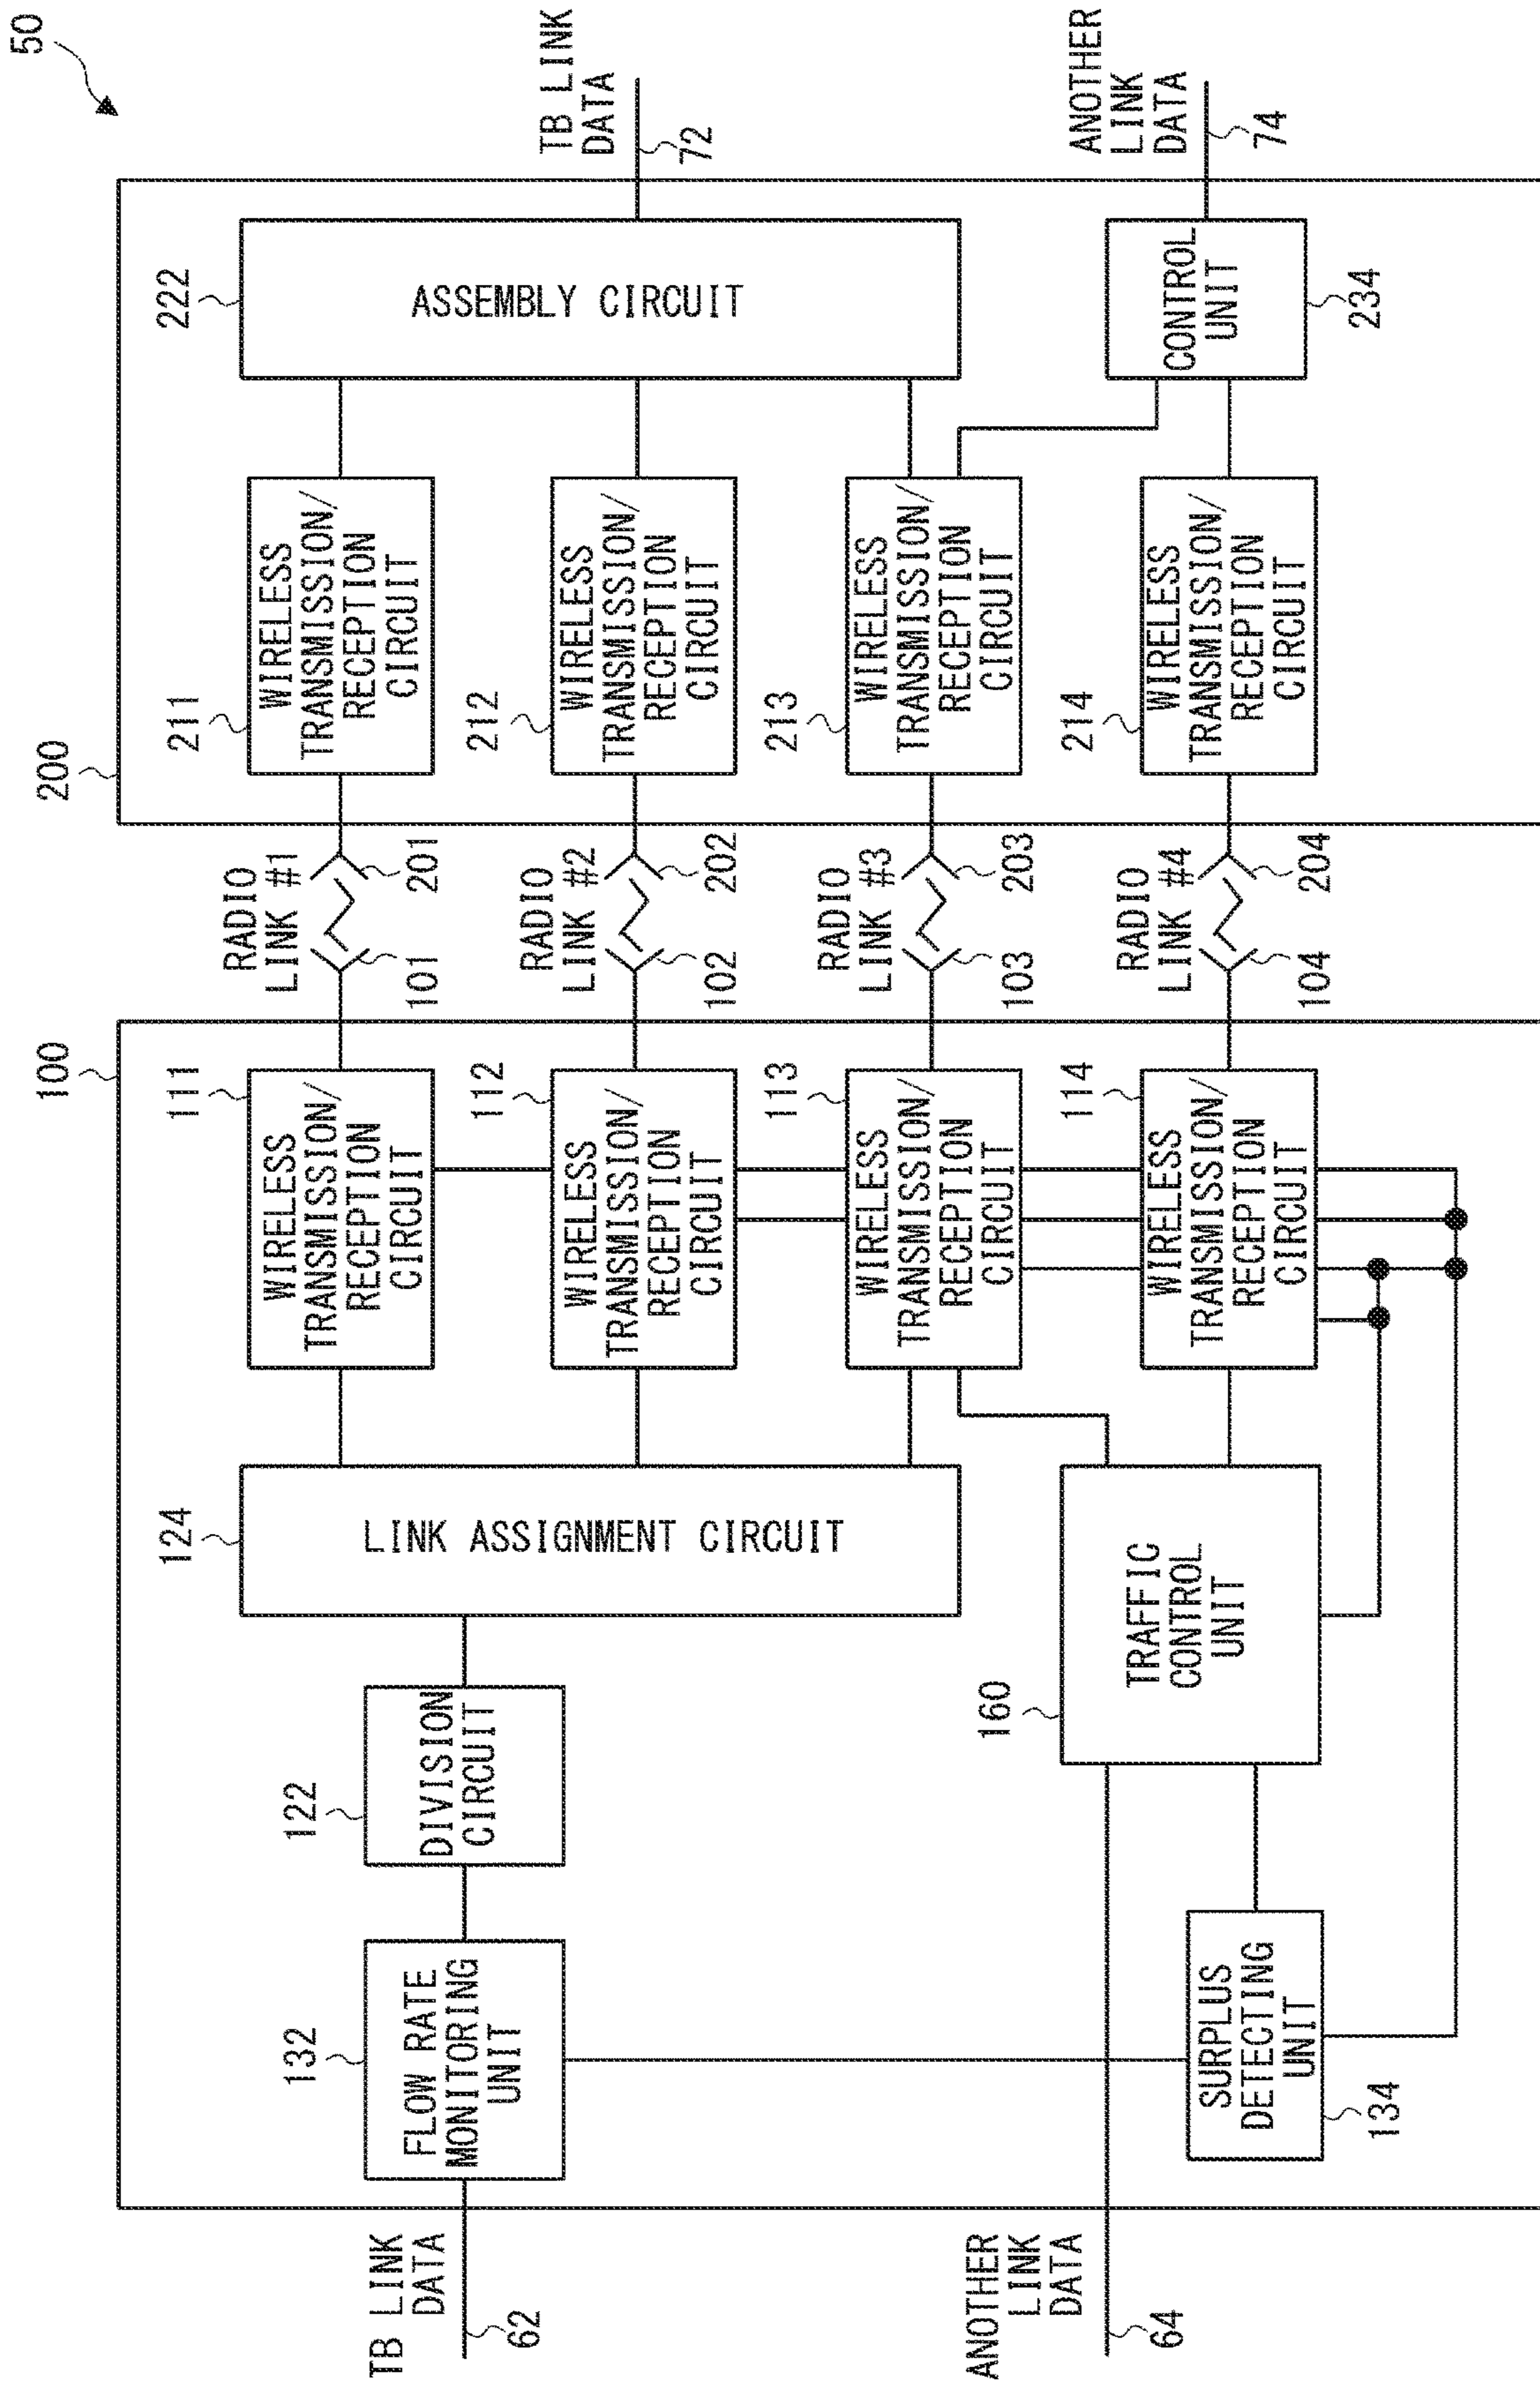 50
100
200
TB LINK
DATA
62
132
FLOW RATE
MONITORING
UNIT
122
DIVISION
CIRCUIT
124
LINK ASSIGNMENT CIRCUIT
111
WIRELESS
TRANSMISSION/
RECEPTION
CIRCUIT
RADIO
LINK #1
101
201
211
WIRELESS
TRANSMISSION/
RECEPTION
CIRCUIT
222
ASSEMBLY CIRCUIT
TB LINK
DATA
72
112
WIRELESS
TRANSMISSION/
RECEPTION
CIRCUIT
RADIO
LINK #2
102
202
212
WIRELESS
TRANSMISSION/
RECEPTION
CIRCUIT
113
WIRELESS
TRANSMISSION/
RECEPTION
CIRCUIT
RADIO
LINK #3
103
203
213
WIRELESS
TRANSMISSION/
RECEPTION
CIRCUIT
ANOTHER
LINK
DATA
64
134
SURPLUS
DETECTING
UNIT
160
TRAFFIC
CONTROL
UNIT
114
WIRELESS
TRANSMISSION/
RECEPTION
CIRCUIT
RADIO
LINK #4
104
204
214
WIRELESS
TRANSMISSION/
RECEPTION
CIRCUIT
CONTROL
UNIT
234
ANOTHER
LINK
DATA
74